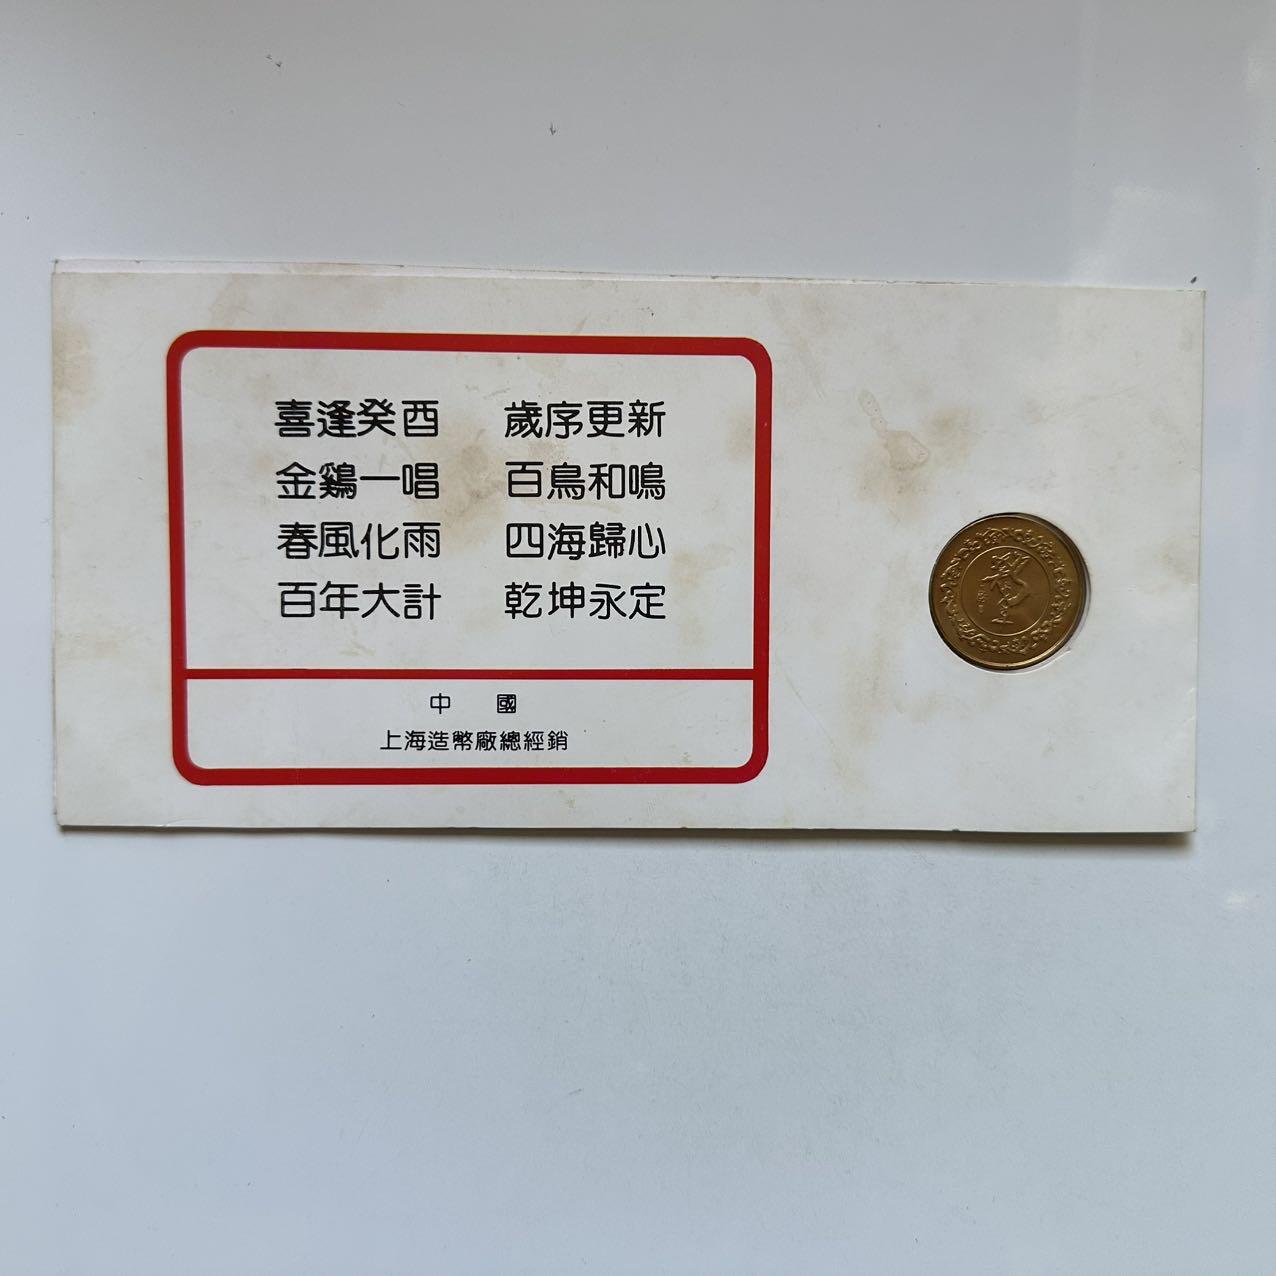 喜逢癸酉 歲序更新
金鷄一唱 百鳥和鳴
春風化雨 四海歸心
百年大計 乾坤永定
中 國
上海造幣廠總經銷